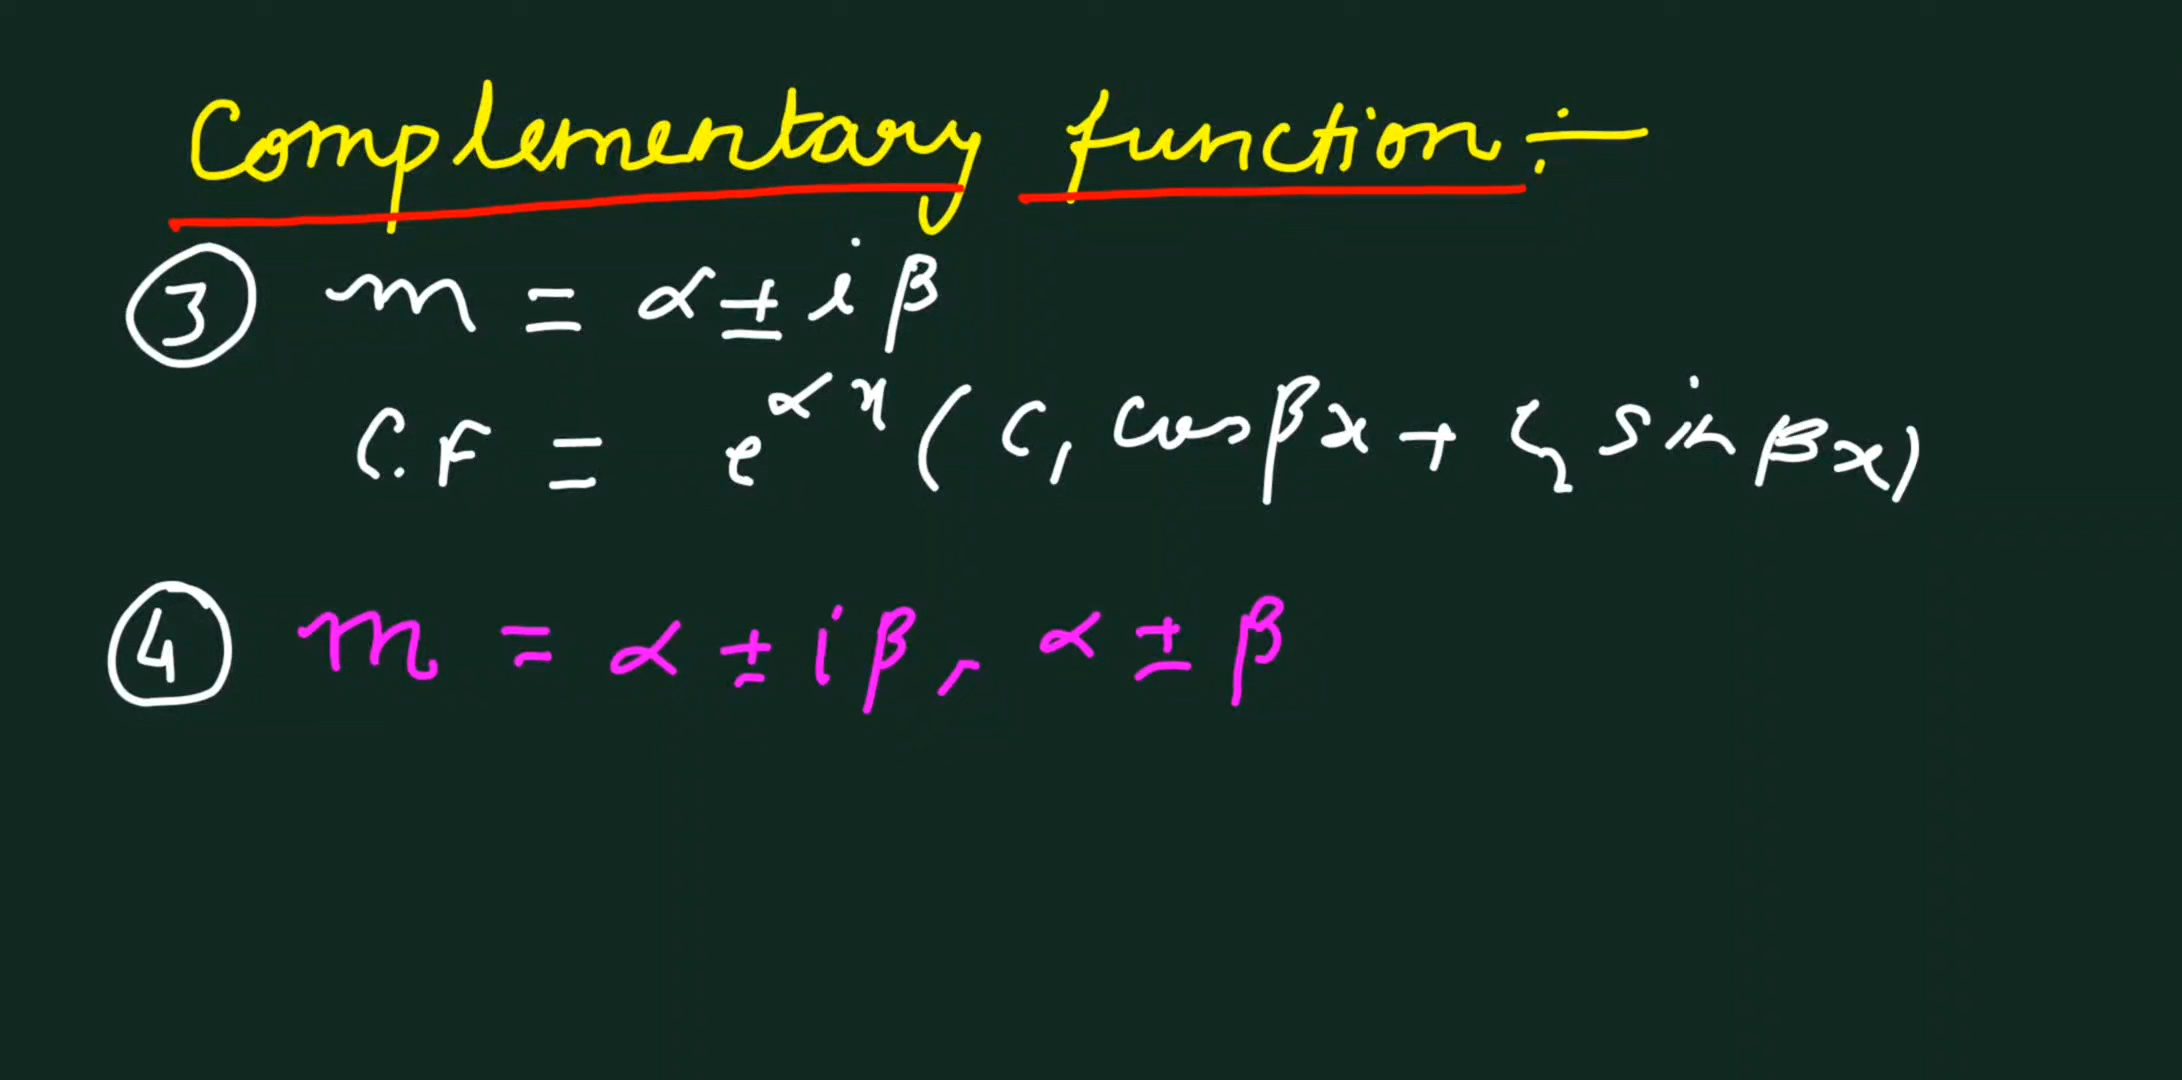 Complementary function :-
③ m = α ± iβ
C.F = e^αx (C₁ cosβx + C₂ sinβx)
④ m = α ± iβ, α ± β